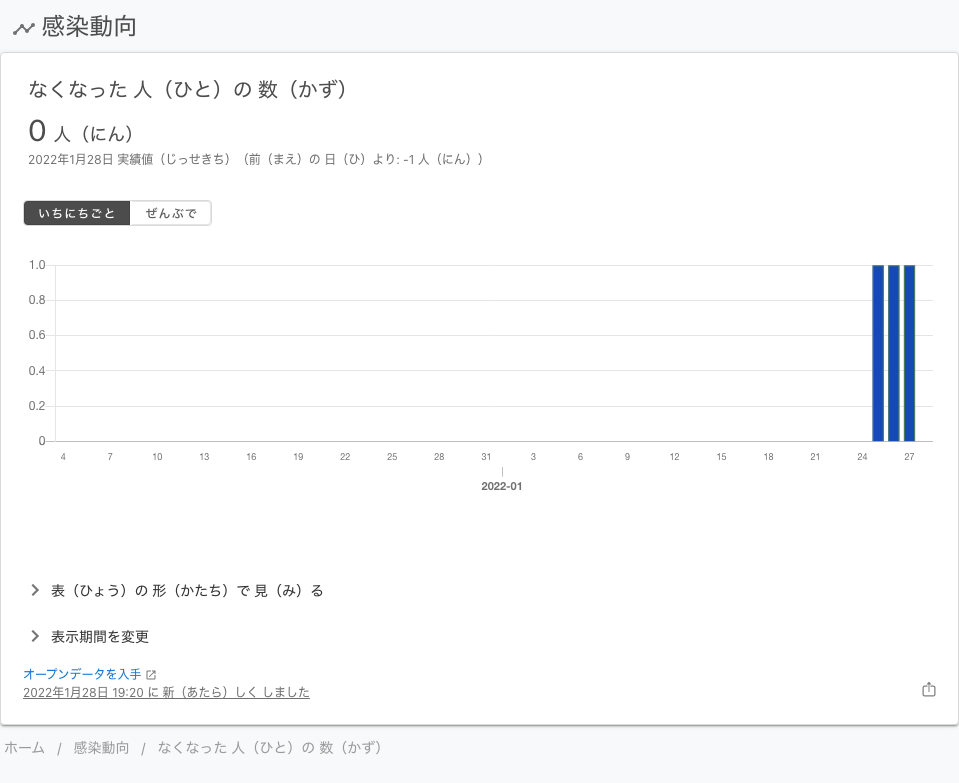 感染動向
なくなった 人（ひと）の 数（かず）
0 人（にん）
2022年1月28日 実績値（じっせきち）（前（まえ）の 日（ひ）より: -1 人（にん））
いちにちごと ぜんぶで
1.0
0.8
0.6
0.4
0.2
0
4 7 10 13 16 19 22 25 28 31 3 6 9 12 15 18 21 24 27
2022-01
表（ひょう）の 形（かたち）で 見（み）る
表示期間を変更
オープンデータを入手
2022年1月28日 19:20 に 新（あたら）しく しました
ホーム / 感染動向 / なくなった 人（ひと）の 数（かず）